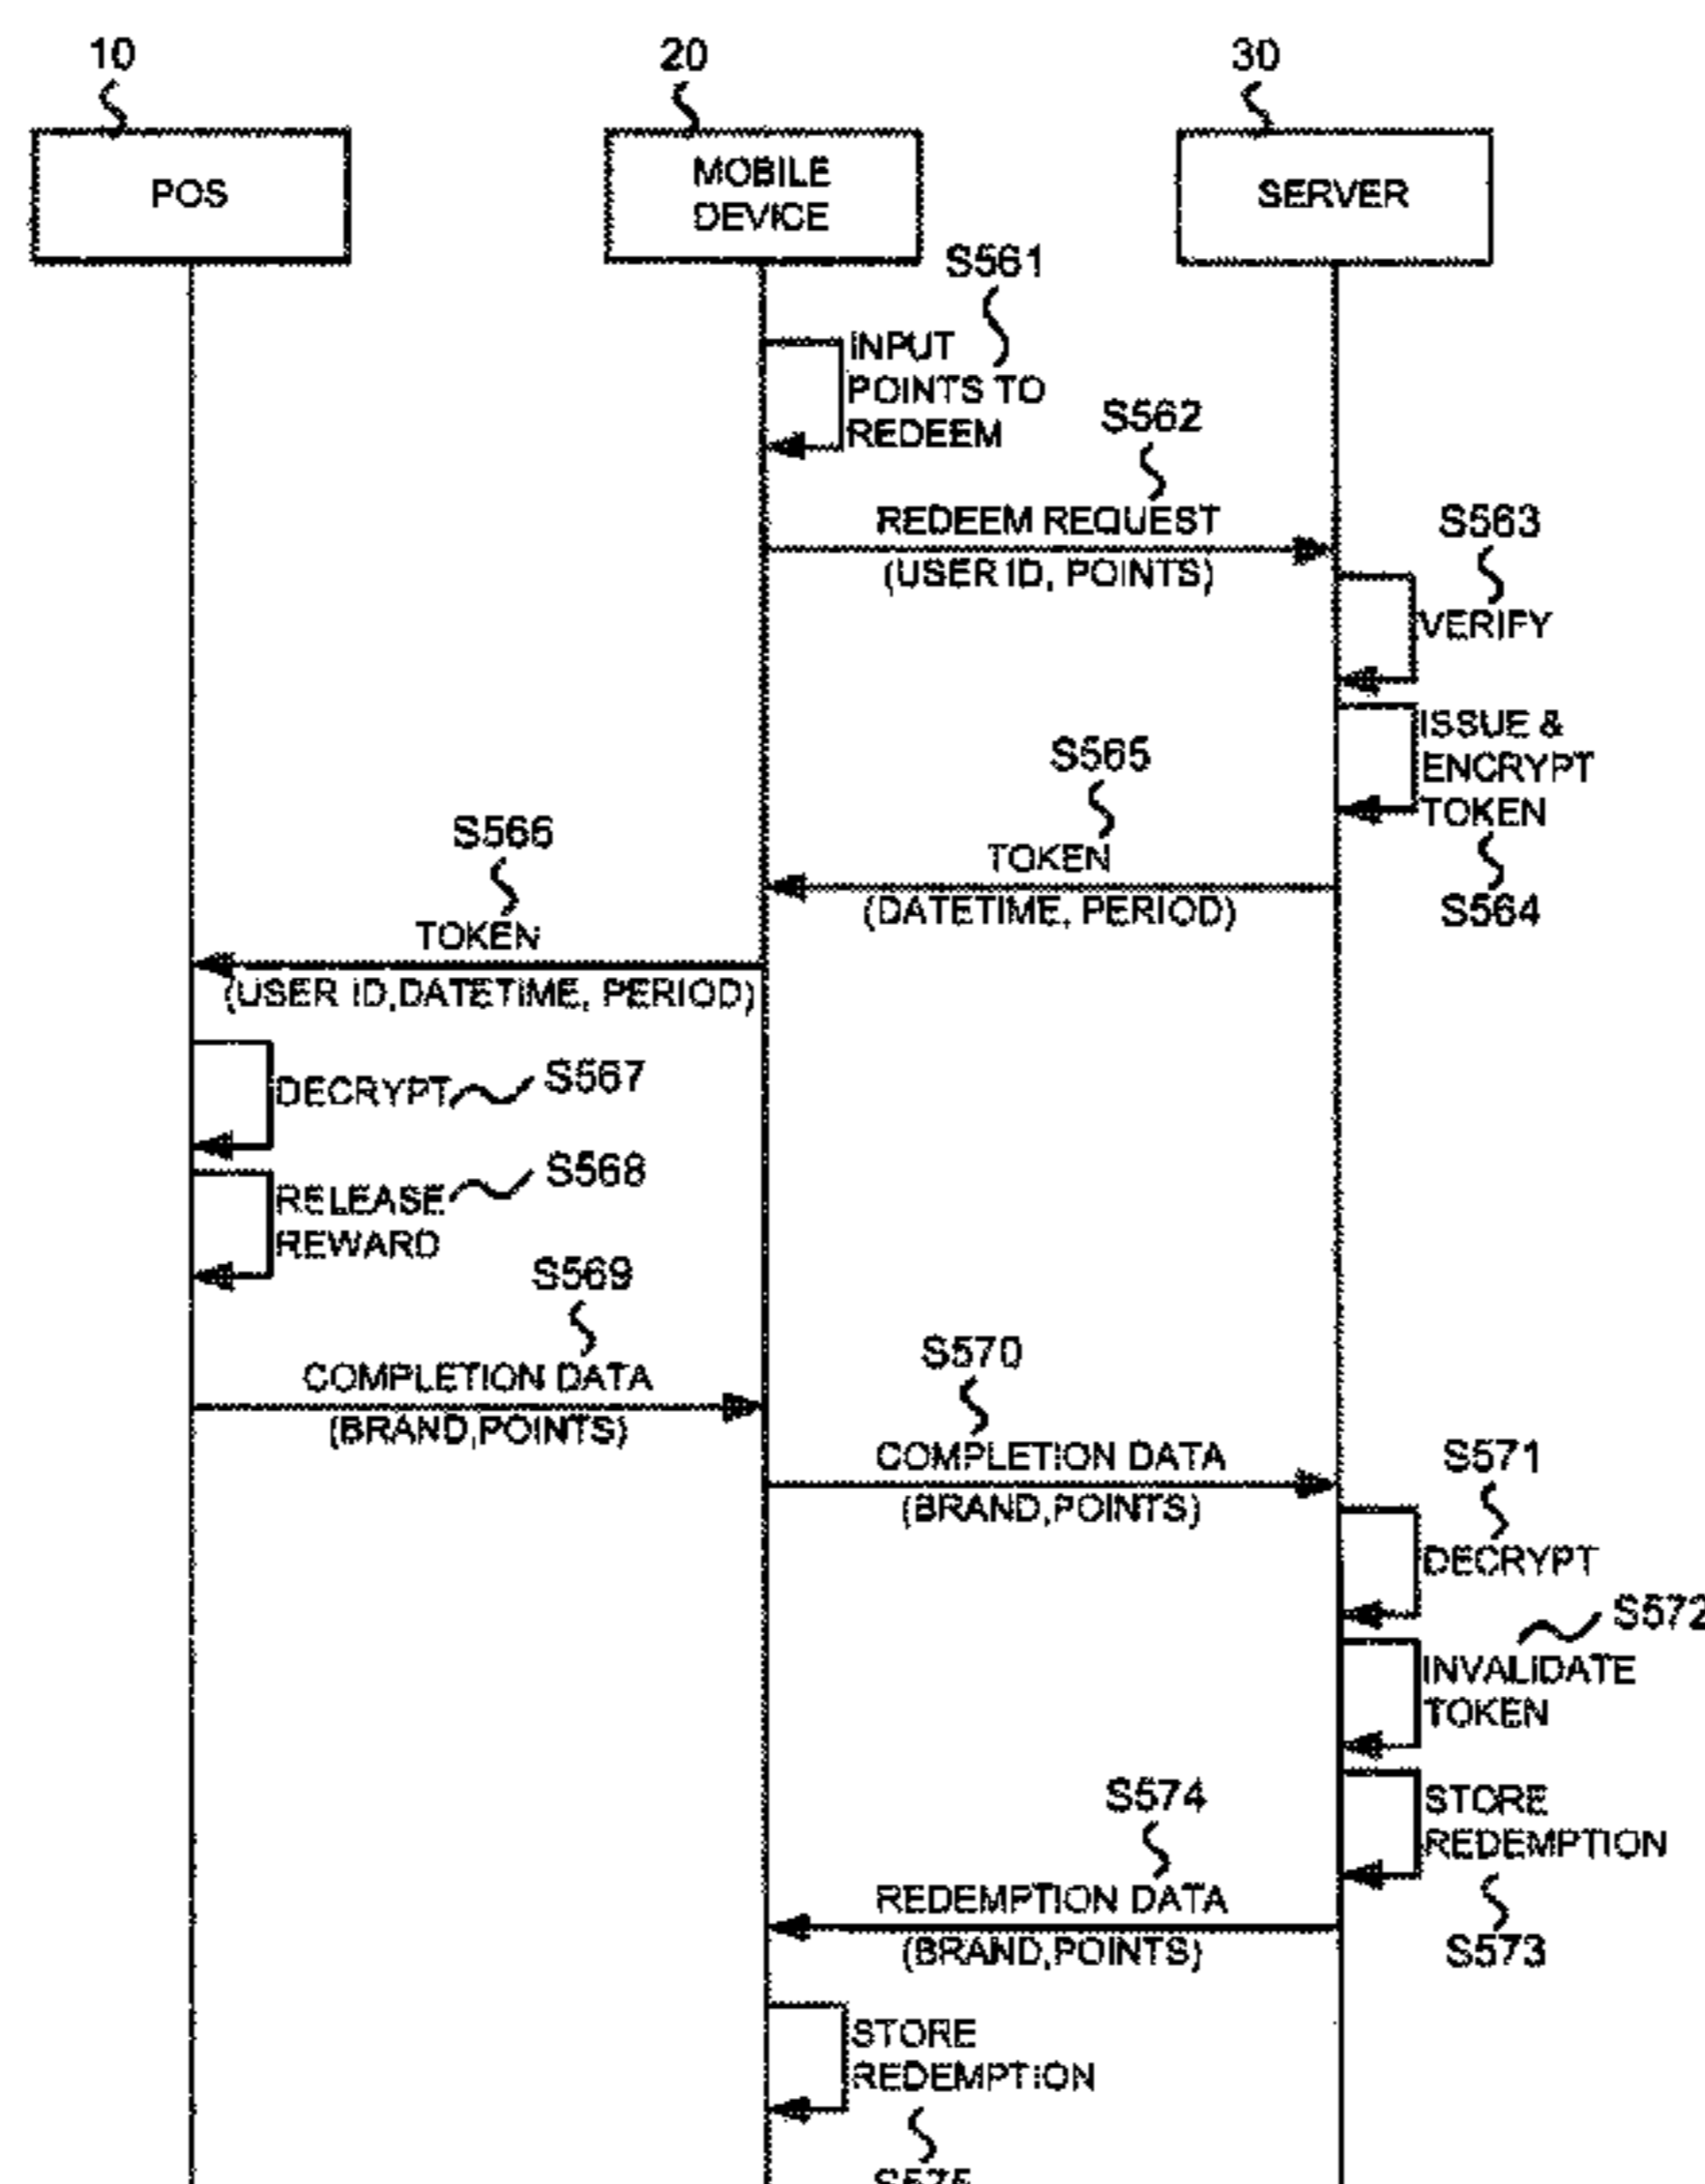 10
20
30
POS
MOBILE
DEVICE
SERVER
S561
INPUT
POINTS TO
REDEEM
S562
REDEEM REQUEST
(USER ID, POINTS)
S563
VERIFY
ISSUE &
ENCRYPT
TOKEN
S564
S565
TOKEN
(DATETIME, PERIOD)
S566
TOKEN
(USER ID,DATETIME, PERIOD)
DECRYPT
S567
RELEASE
REWARD
S568
S569
COMPLETION DATA
(BRAND,POINTS)
S570
COMPLETION DATA
(BRAND,POINTS)
S571
DECRYPT
S572
INVALIDATE
TOKEN
STORE
REDEMPTION
S573
S574
REDEMPTION DATA
(BRAND,POINTS)
STORE
REDEMPTION
S575